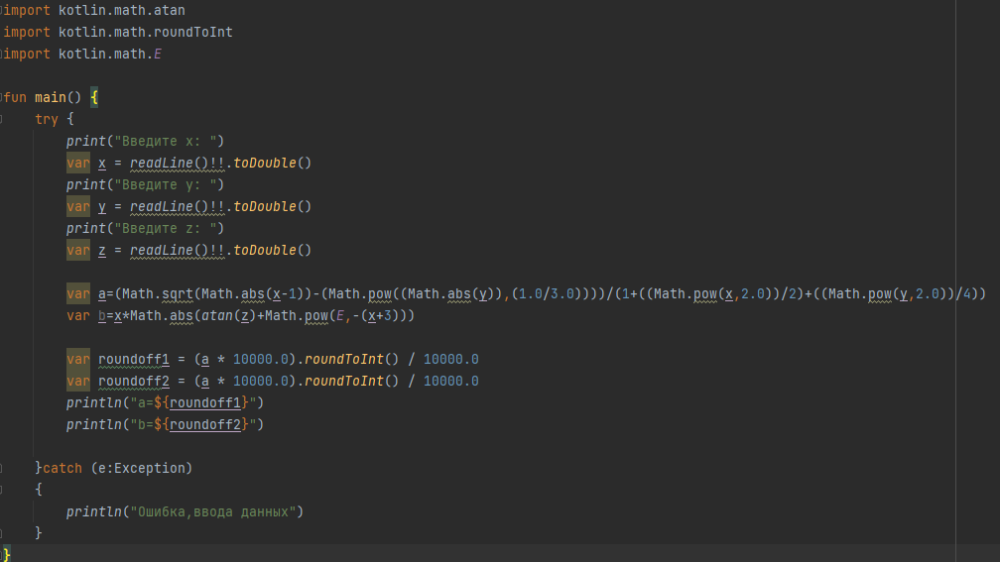 import kotlin.math.atan
import kotlin.math.roundToInt
import kotlin.math.E
fun main() {
try {
print("Введите x: ")
var x = readLine()!!.toDouble()
print("Введите y: ")
var y = readLine()!!.toDouble()
print("Введите z: ")
var z = readLine()!!.toDouble()
var a=(Math.sqrt(Math.abs(x-1))-(Math.pow((Math.abs(y)),(1.0/3.0))))/(1+((Math.pow(x,2.0))/2)+((Math.pow(y,2.0))/4))
var b=x*Math.abs(atan(z)+Math.pow(E,-(x+3)))
var roundoff1 = (a * 10000.0).roundToInt() / 10000.0
var roundoff2 = (a * 10000.0).roundToInt() / 10000.0
println("a=${roundoff1}")
println("b=${roundoff2}")
}catch (e:Exception)
{
println("Ошибка,ввода данных")
}
}